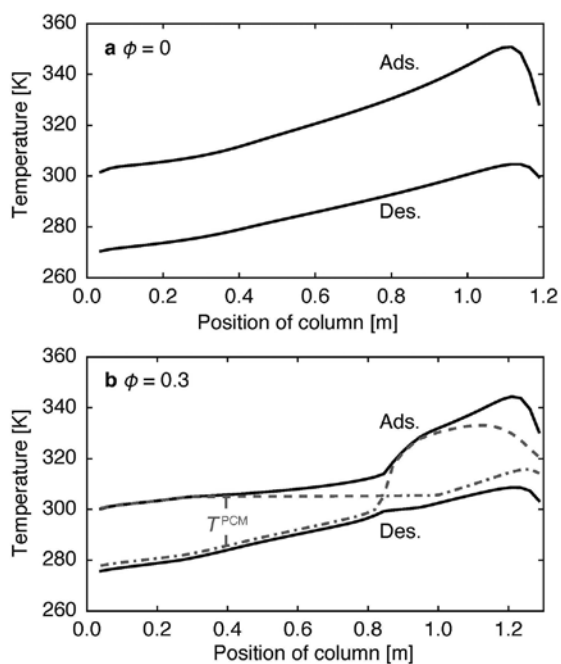 360
a ϕ = 0
340
Ads.
320
300
Des.
280
260
Temperature [K]
0.0 0.2 0.4 0.6 0.8 1.0 1.2
Position of column [m]
360
b ϕ = 0.3
340
Ads.
320
300
T^PCM
Des.
280
260
Temperature [K]
0.0 0.2 0.4 0.6 0.8 1.0 1.2
Position of column [m]